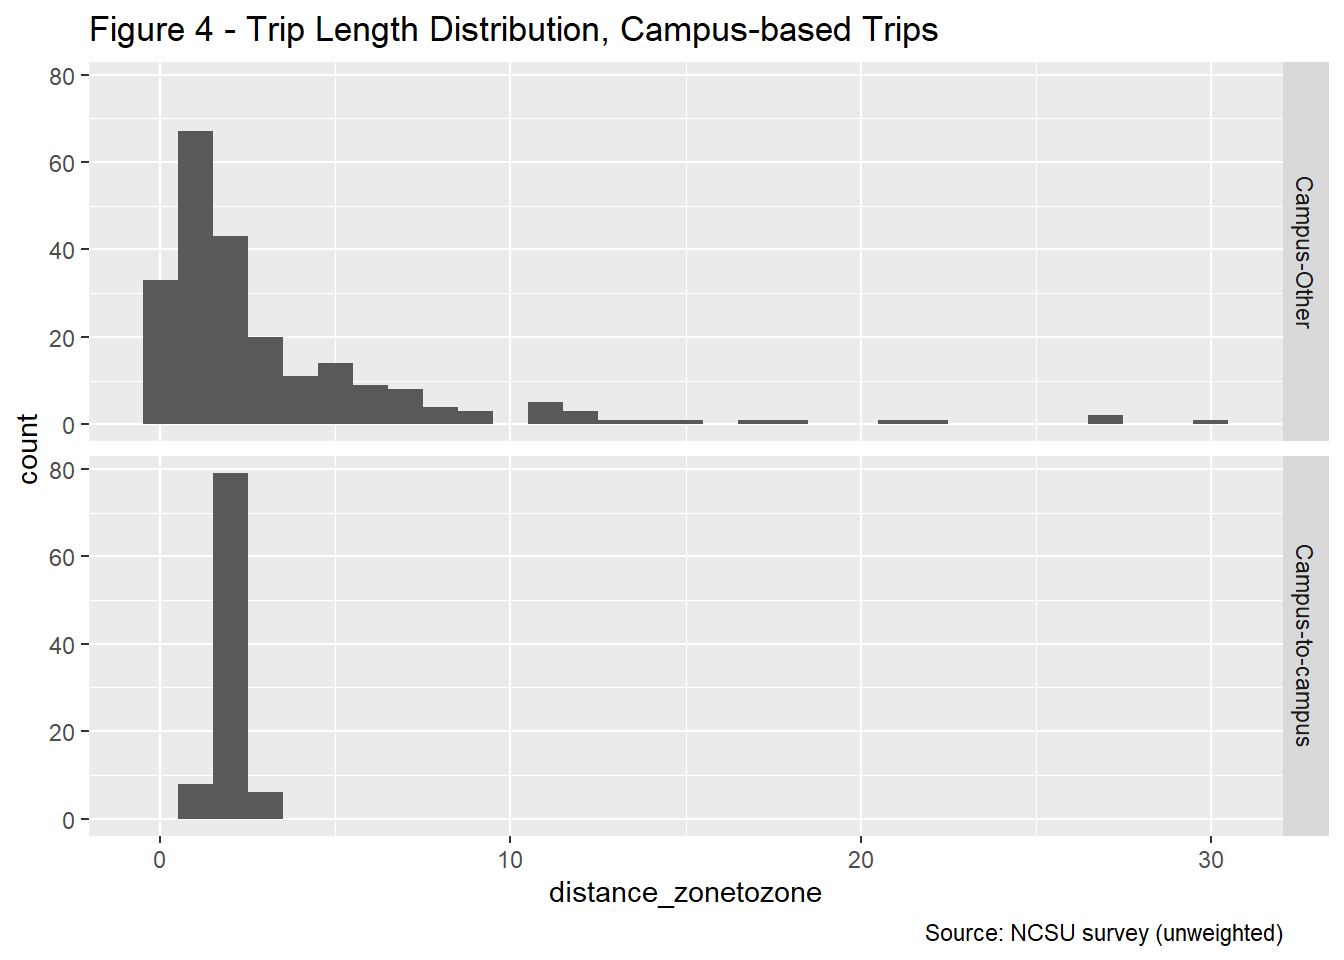 Figure 4 - Trip Length Distribution, Campus-based Trips
80
60
40
20
0
Campus-Other
count
80
60
40
20
0
Campus-to-campus
0 10 20 30
distance_zonetozone
Source: NCSU survey (unweighted)